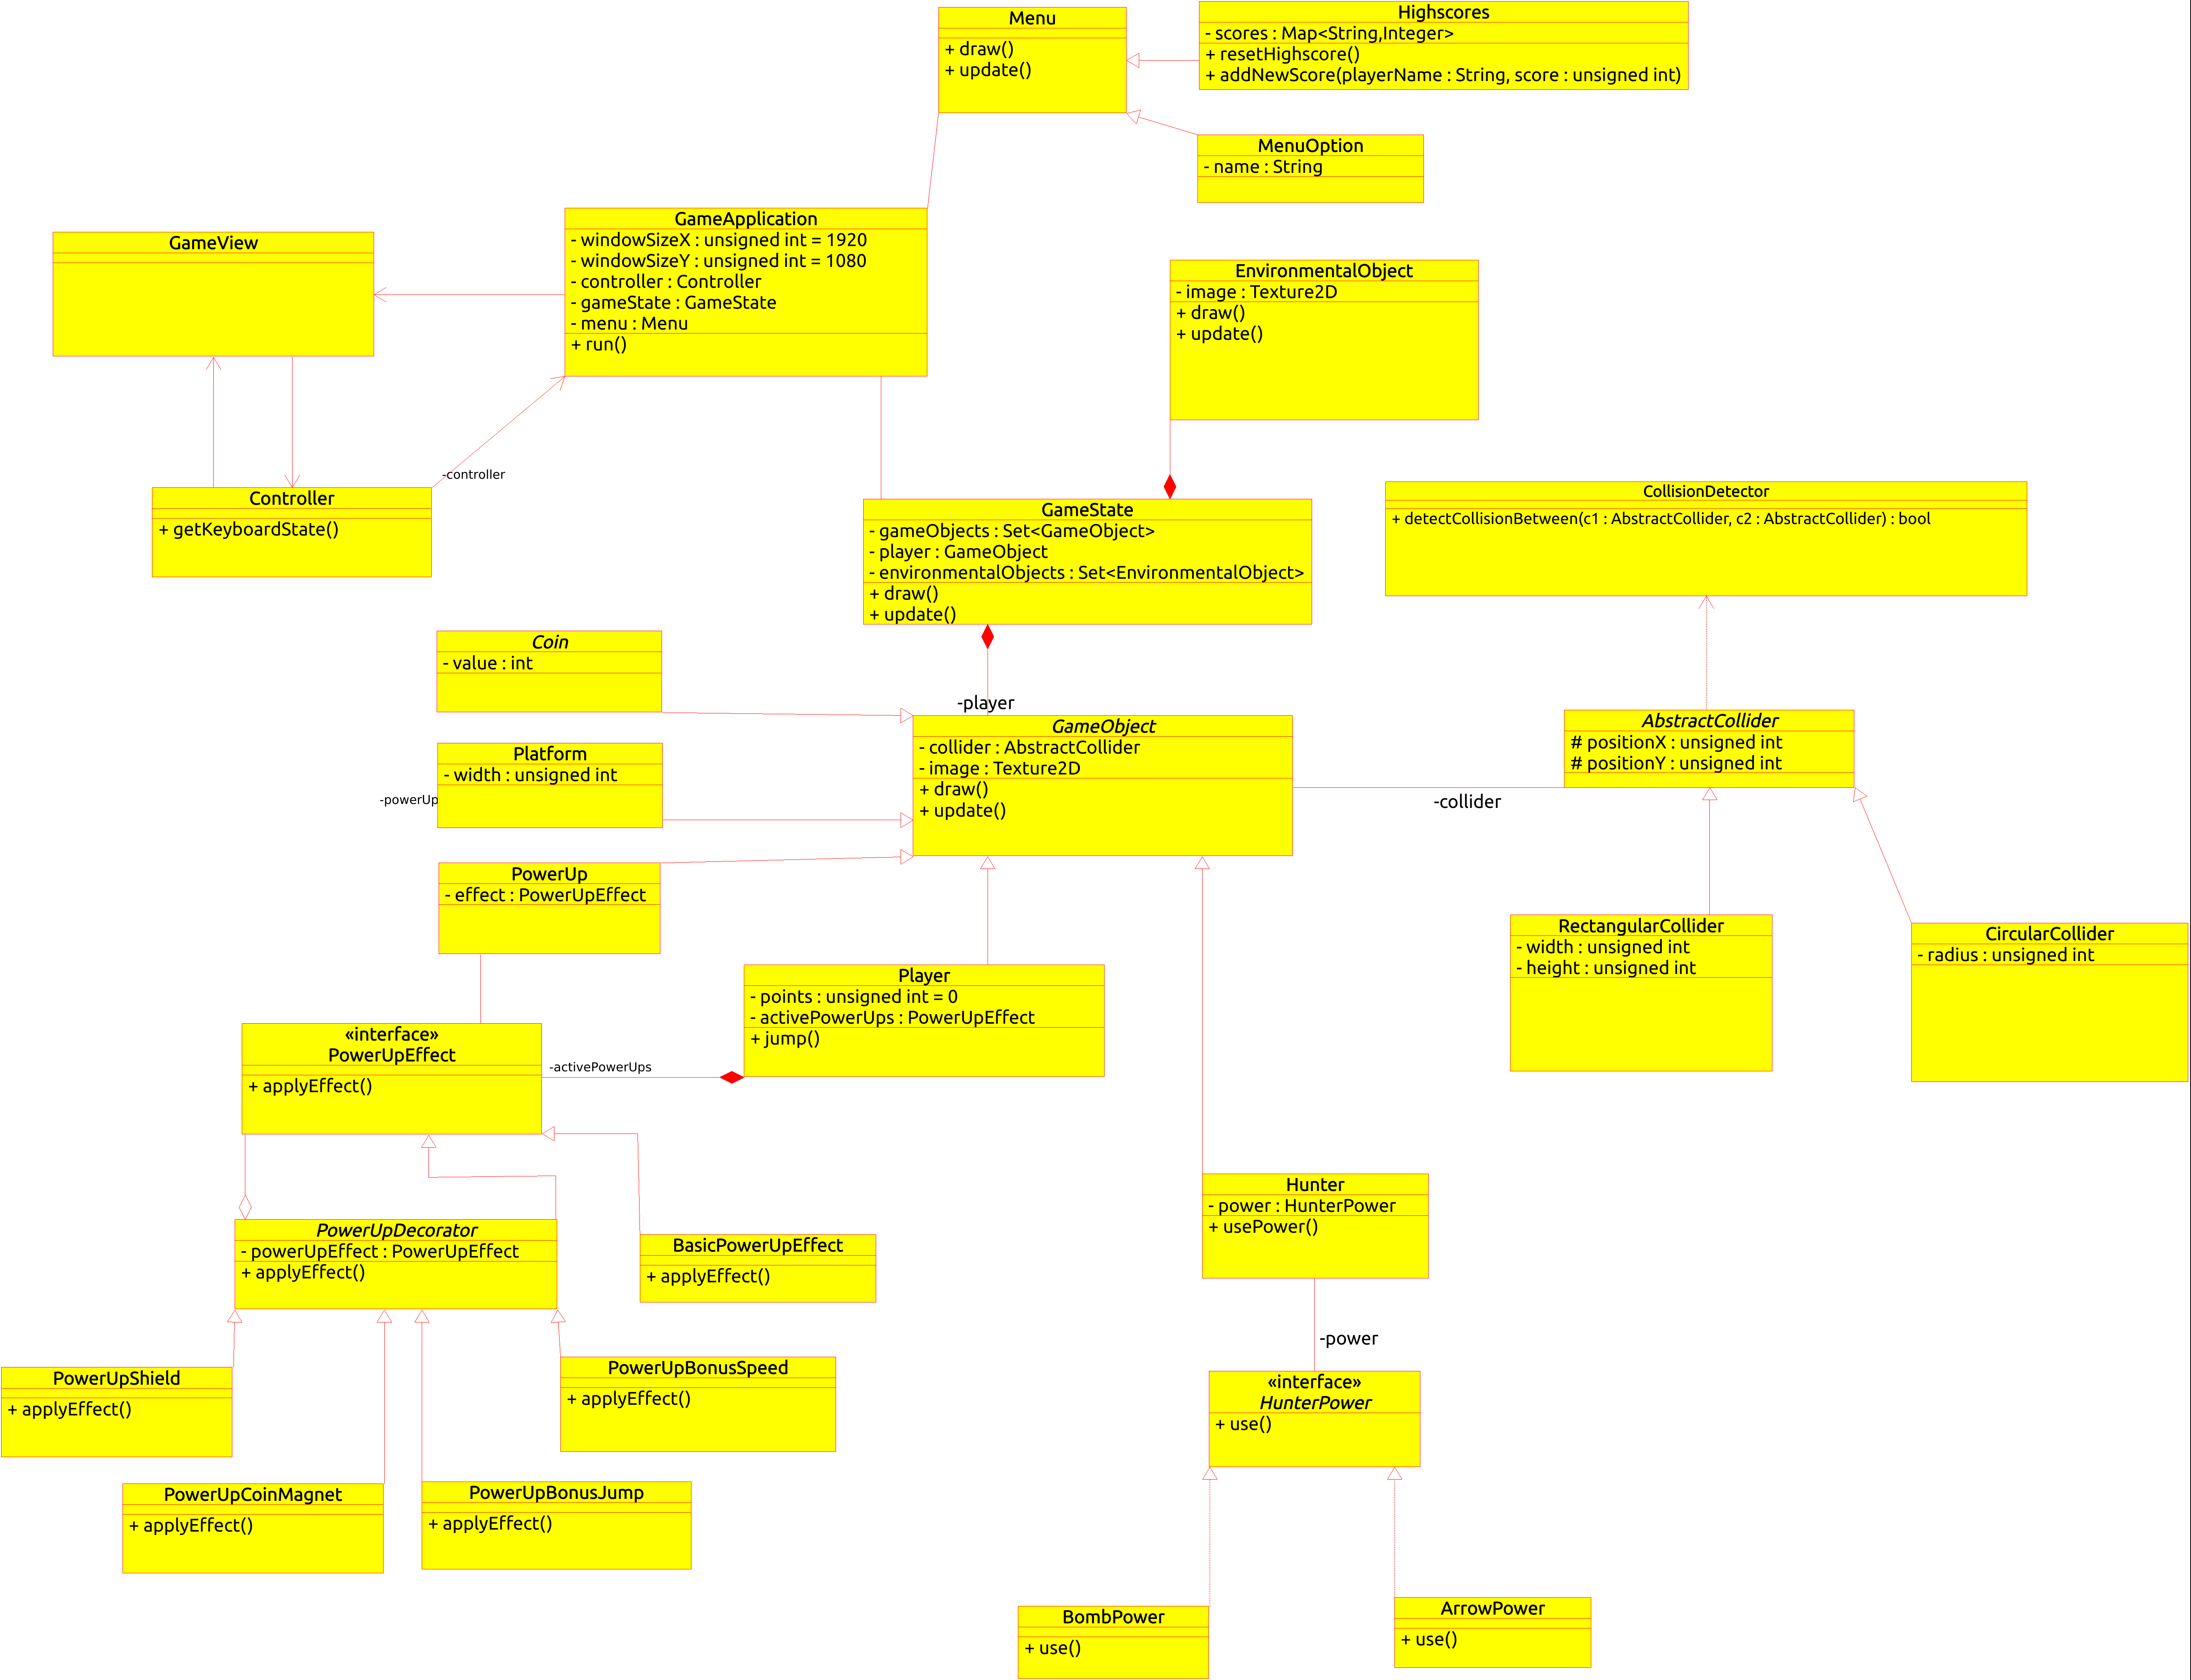 Menu
+ draw()
+ update()
Highscores
- scores : Map<String,Integer>
+ resetHighscore()
+ addNewScore(playerName : String, score : unsigned int)
MenuOption
- name : String
GameView
GameApplication
- windowSizeX : unsigned int = 1920
- windowSizeY : unsigned int = 1080
- controller : Controller
- gameState : GameState
- menu : Menu
+ run()
EnvironmentalObject
- image : Texture2D
+ draw()
+ update()
-controller
Controller
+ getKeyboardState()
GameState
- gameObjects : Set<GameObject>
- player : GameObject
- environmentalObjects : Set<EnvironmentalObject>
+ draw()
+ update()
CollisionDetector
+ detectCollisionBetween(c1 : AbstractCollider, c2 : AbstractCollider) : bool
Coin
- value : int
-player
GameObject
- collider : AbstractCollider
- image : Texture2D
+ draw()
+ update()
AbstractCollider
# positionX : unsigned int
# positionY : unsigned int
-collider
Platform
- width : unsigned int
-powerUp
PowerUp
- effect : PowerUpEffect
Player
- points : unsigned int = 0
- activePowerUps : PowerUpEffect
+ jump()
RectangularCollider
- width : unsigned int
- height : unsigned int
CircularCollider
- radius : unsigned int
«interface»
PowerUpEffect
+ applyEffect()
-activePowerUps
PowerUpDecorator
- powerUpEffect : PowerUpEffect
+ applyEffect()
BasicPowerUpEffect
+ applyEffect()
Hunter
- power : HunterPower
+ usePower()
-power
PowerUpShield
+ applyEffect()
PowerUpBonusSpeed
+ applyEffect()
«interface»
HunterPower
+ use()
PowerUpCoinMagnet
+ applyEffect()
PowerUpBonusJump
+ applyEffect()
BombPower
+ use()
ArrowPower
+ use()